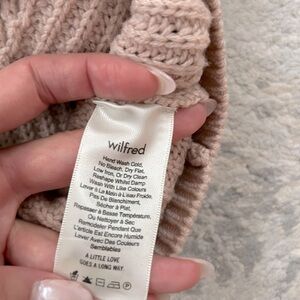 wilfred
Hand Wash Cold,
No Bleach, Dry Flat,
Low Iron, Or Dry Clean
Reshape Whilst Damp
Wash With Like Colours
Laver À La Main À L'eau Froide,
Pas De Blanchiment,
Sécher À Plat,
Repasser À Basse Température,
Ou Nettoyer À Sec
Remodeler Pendant Que
L'article Est Encore Humide
Laver Avec Des Couleurs
Semblables
A LITTLE LOVE
GOES A LONG WAY